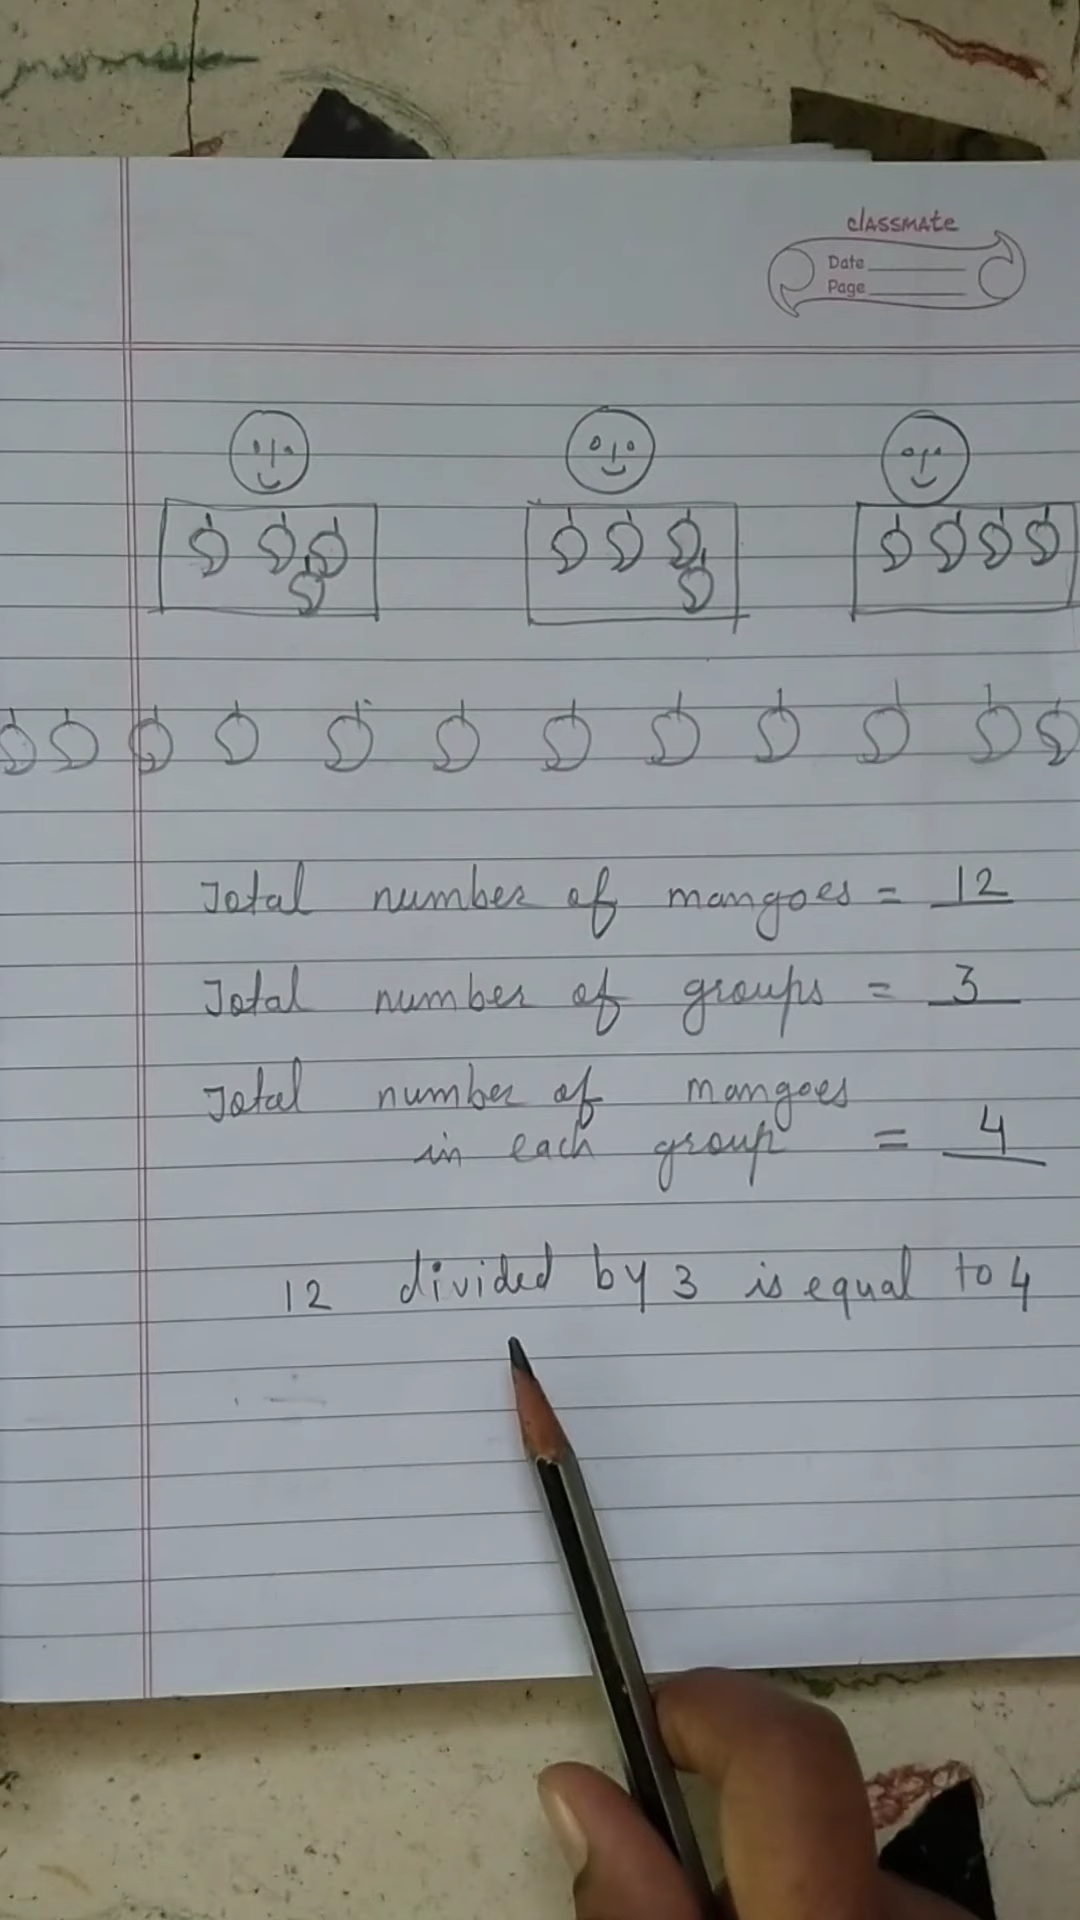 classmate
Date
Page
Total number of mangoes = 12
Total number of groups = 3
Total number of mangoes
in each group = 4
12 divided by 3 is equal to 4